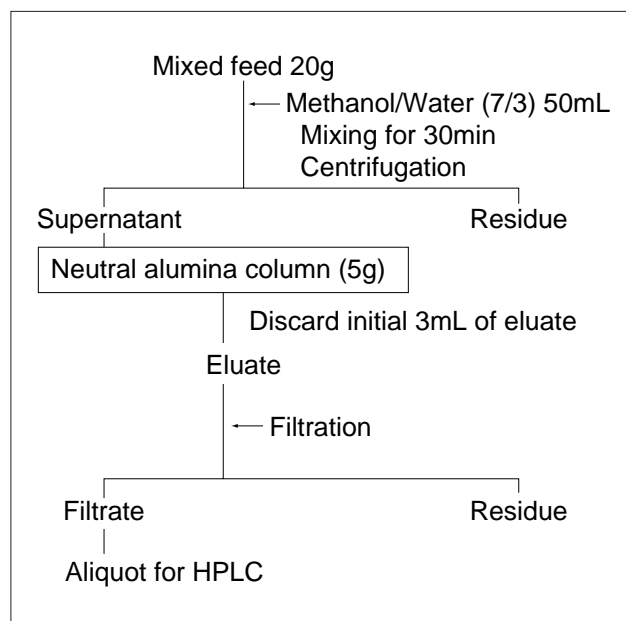 Mixed feed 20g
Methanol/Water (7/3) 50mL
Mixing for 30min
Centrifugation
Supernatant
Residue
Neutral alumina column (5g)
Discard initial 3mL of eluate
Eluate
Filtration
Filtrate
Residue
Aliquot for HPLC